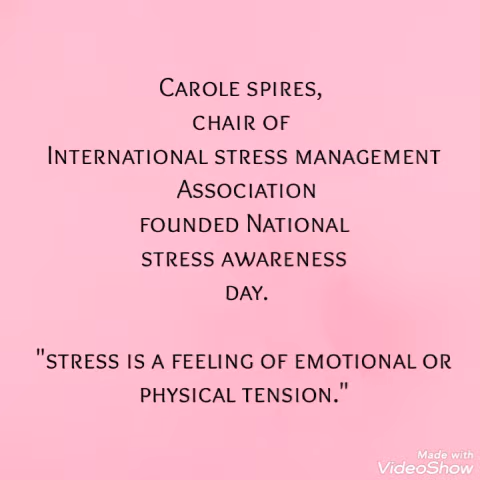 Carole spires,
chair of
International stress management
Association
founded National
stress awareness
day.
"stress is a feeling of emotional or
physical tension."
Made with
VideoShow